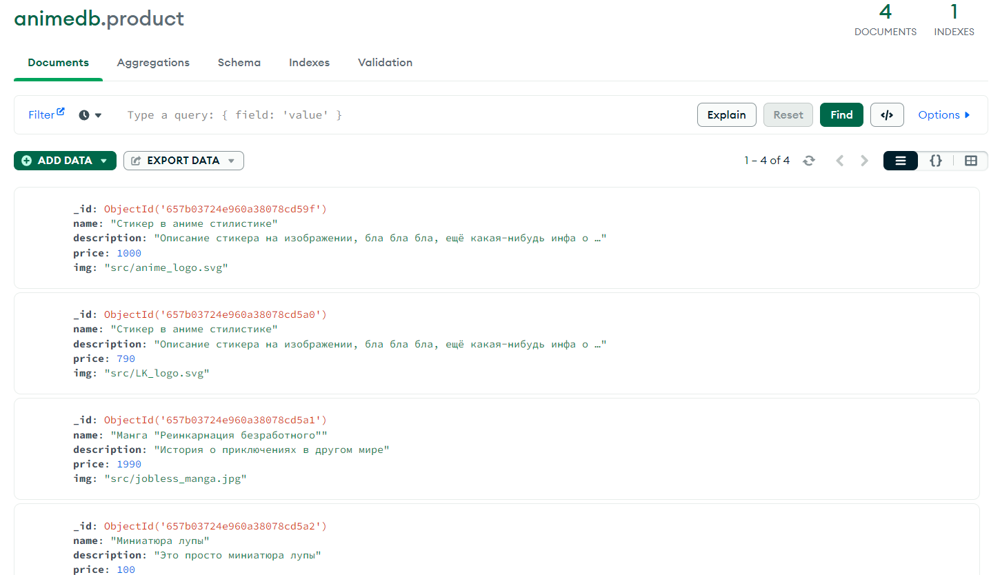 animedb.product
4
DOCUMENTS
1
INDEXES
Documents
Aggregations
Schema
Indexes
Validation
Filter
Type a query: { field: 'value' }
Explain
Reset
Find
</>
Options
ADD DATA
EXPORT DATA
1 – 4 of 4
{}
_id: ObjectId('657b03724e960a38078cd59f')
name: "Стикер в аниме стилистике"
description: "Описание стикера на изображении, бла бла бла, ещё какая-нибудь инфа о …"
price: 1000
img: "src/anime_logo.svg"
_id: ObjectId('657b03724e960a38078cd5a0')
name: "Стикер в аниме стилистике"
description: "Описание стикера на изображении, бла бла бла, ещё какая-нибудь инфа о …"
price: 790
img: "src/LK_logo.svg"
_id: ObjectId('657b03724e960a38078cd5a1')
name: "Манга "Реинкарнация безработного""
description: "История о приключениях в другом мире"
price: 1990
img: "src/jobless_manga.jpg"
_id: ObjectId('657b03724e960a38078cd5a2')
name: "Миниатюра лупы"
description: "Это просто миниатюра лупы"
price: 100